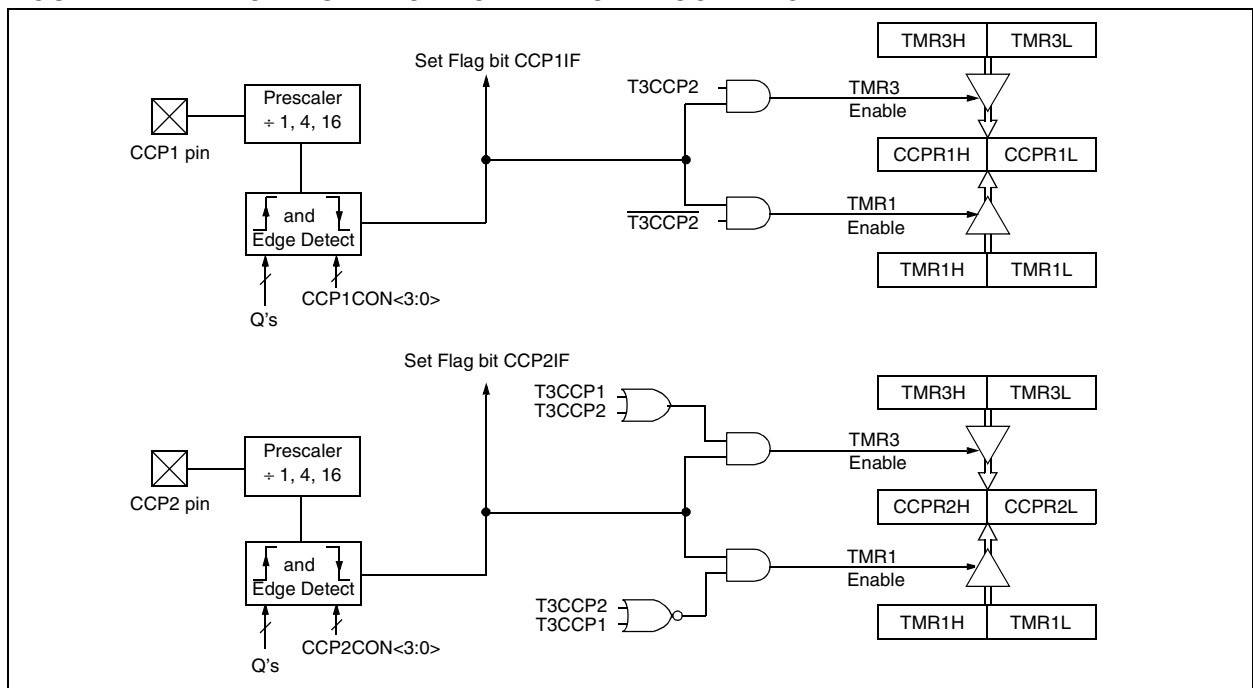 TMR3H TMR3L
Set Flag bit CCP1IF
T3CCP2
TMR3
Enable
Prescaler
÷ 1, 4, 16
CCP1 pin
CCPR1H CCPR1L
and
Edge Detect
T3CCP2
TMR1
Enable
TMR1H TMR1L
CCP1CON<3:0>
Q's
Set Flag bit CCP2IF
TMR3H TMR3L
T3CCP1
T3CCP2
TMR3
Enable
Prescaler
÷ 1, 4, 16
CCP2 pin
CCPR2H CCPR2L
and
Edge Detect
TMR1
Enable
T3CCP2
T3CCP1
TMR1H TMR1L
CCP2CON<3:0>
Q's